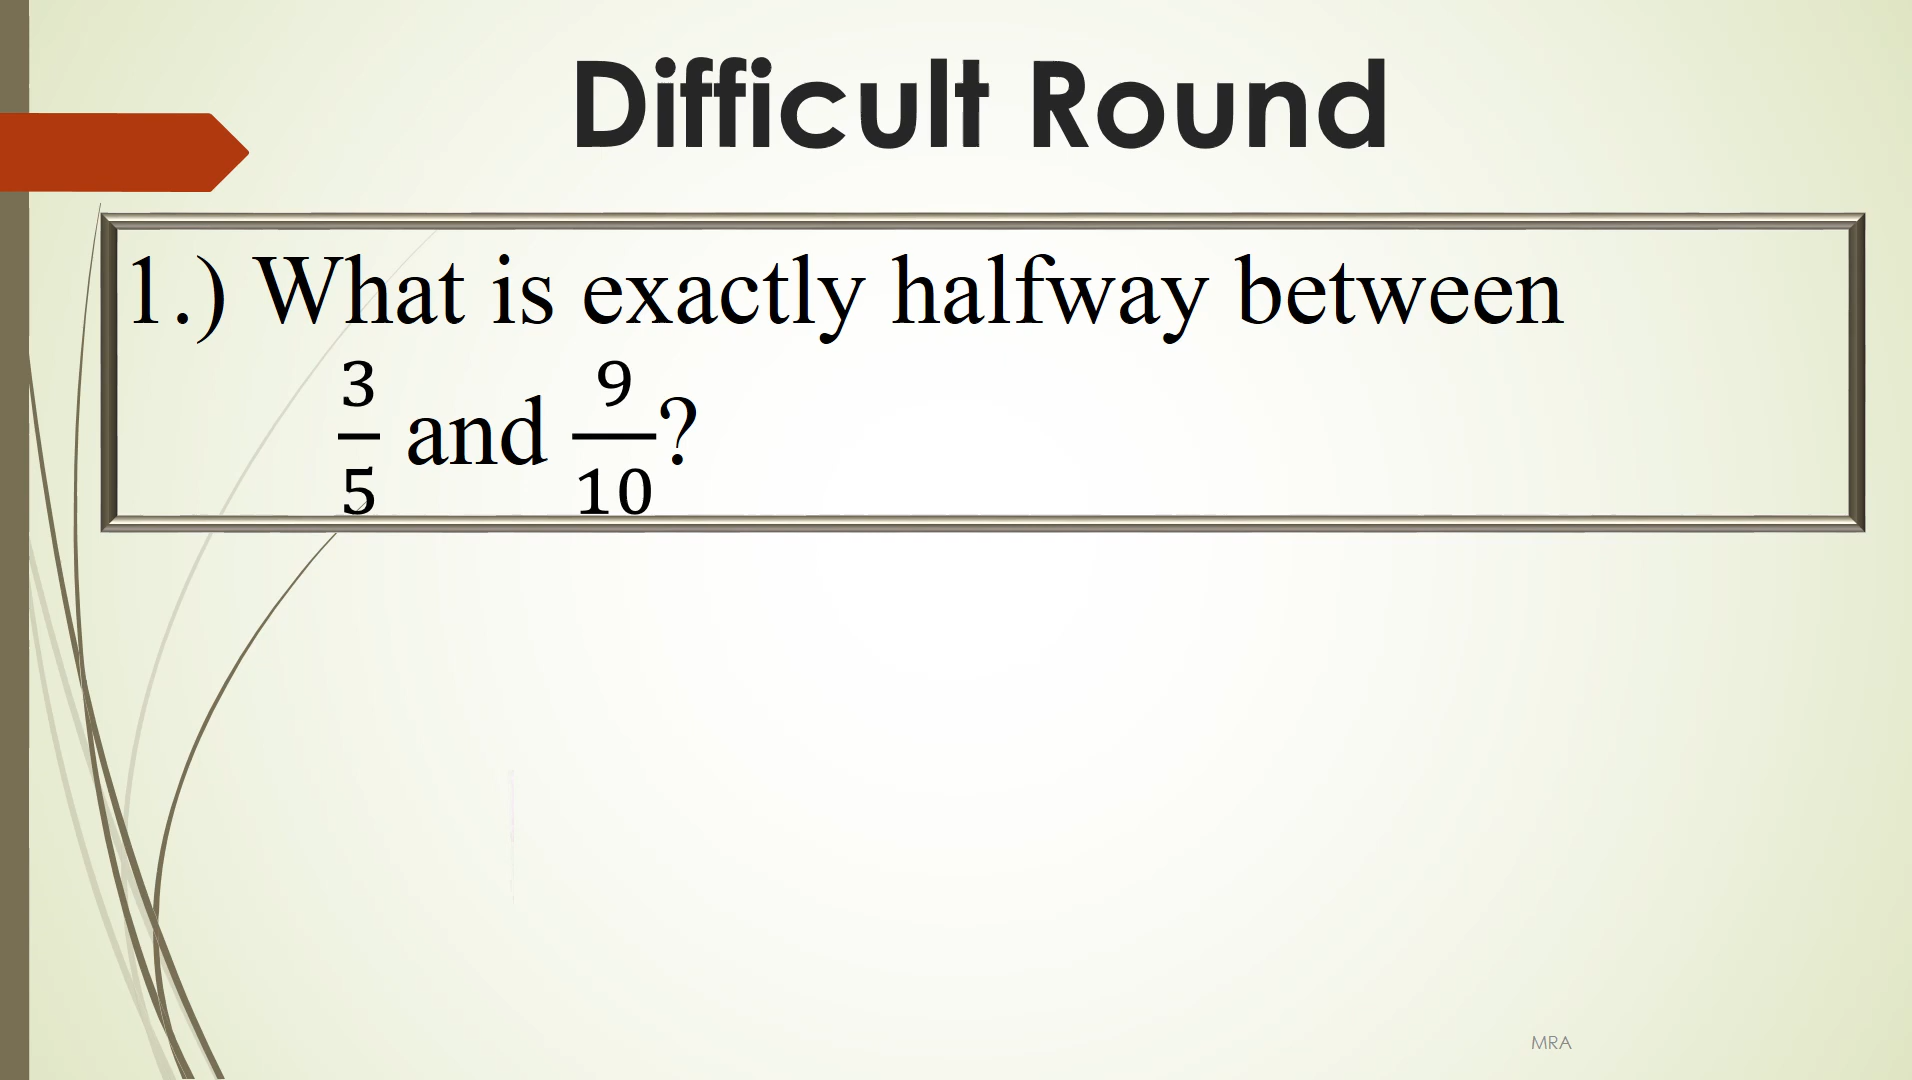 Difficult Round
1.) What is exactly halfway between
3/5 and 9/10?
MRA